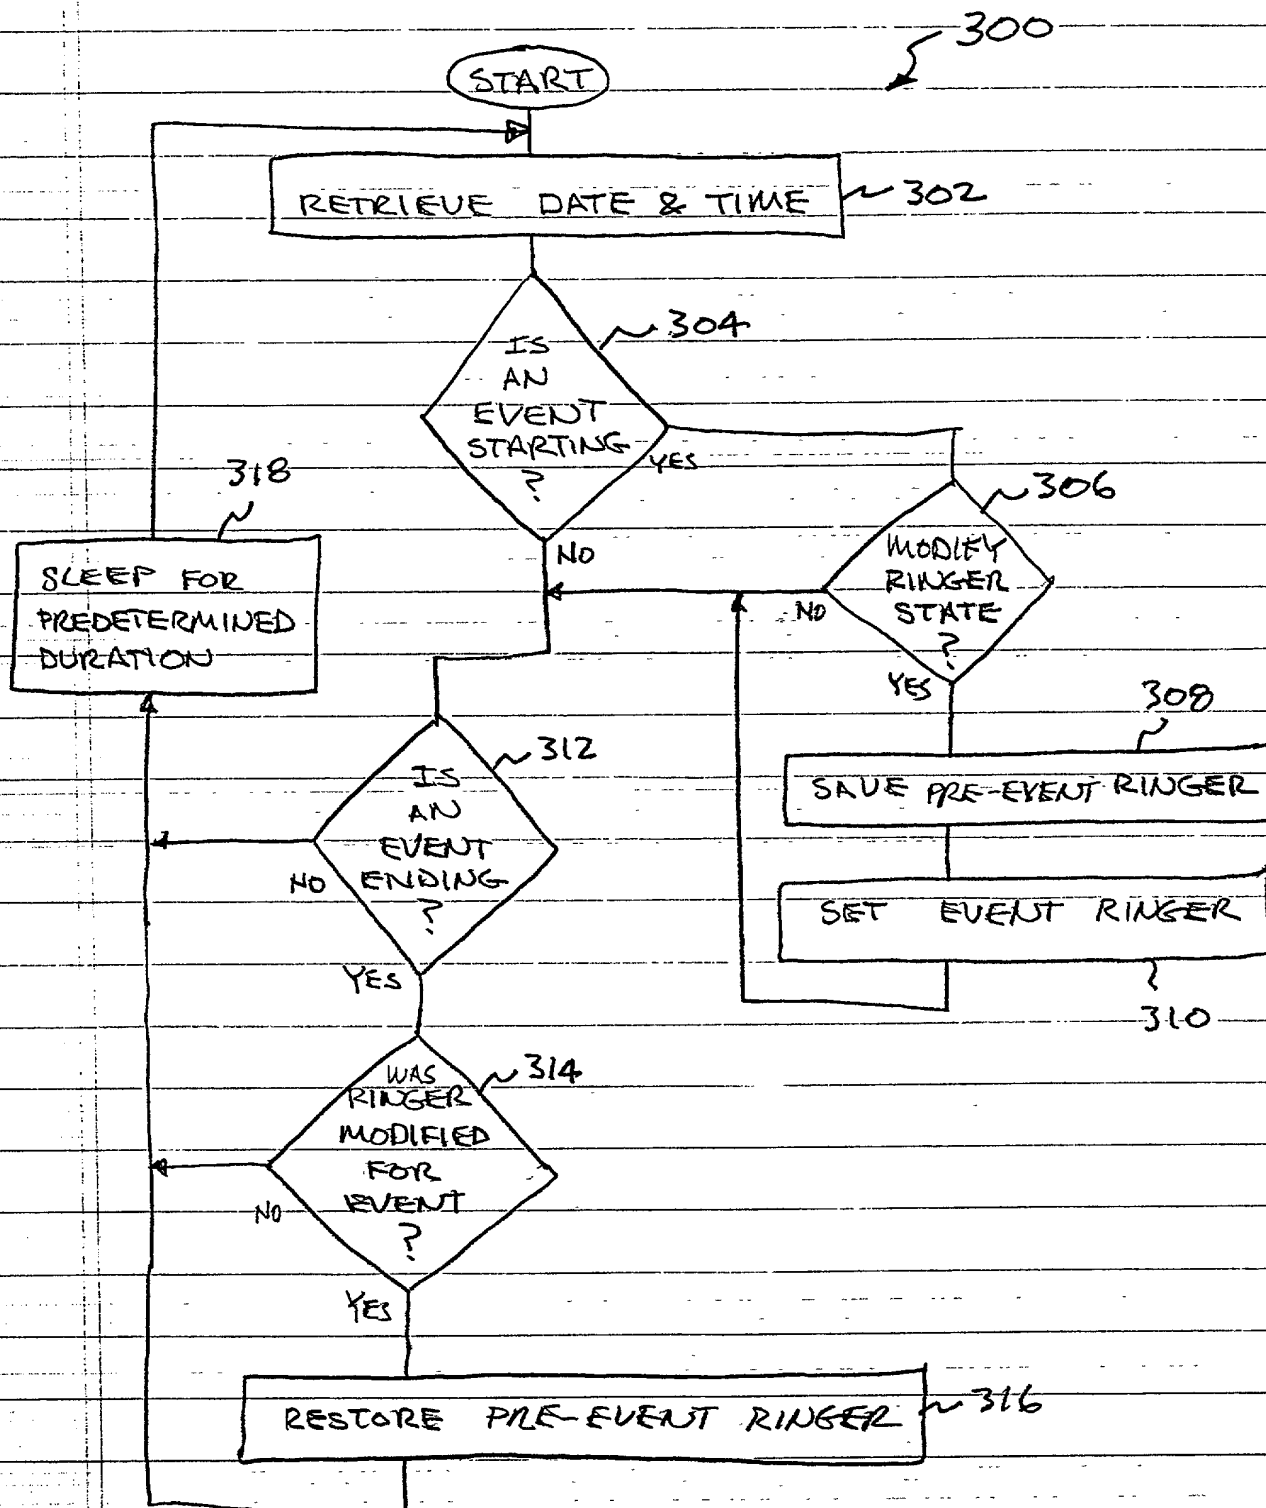 300
START
RETRIEVE DATE & TIME
302
304
IS
AN
EVENT
STARTING
?
YES
NO
318
SLEEP FOR
PREDETERMINED
DURATION
306
MODIFY
RINGER
STATE
?
NO
YES
308
SAVE PRE-EVENT RINGER
SET EVENT RINGER
310
312
IS
AN
EVENT
ENDING
?
NO
YES
314
WAS
RINGER
MODIFIED
FOR
EVENT
?
NO
YES
RESTORE PRE-EVENT RINGER
316